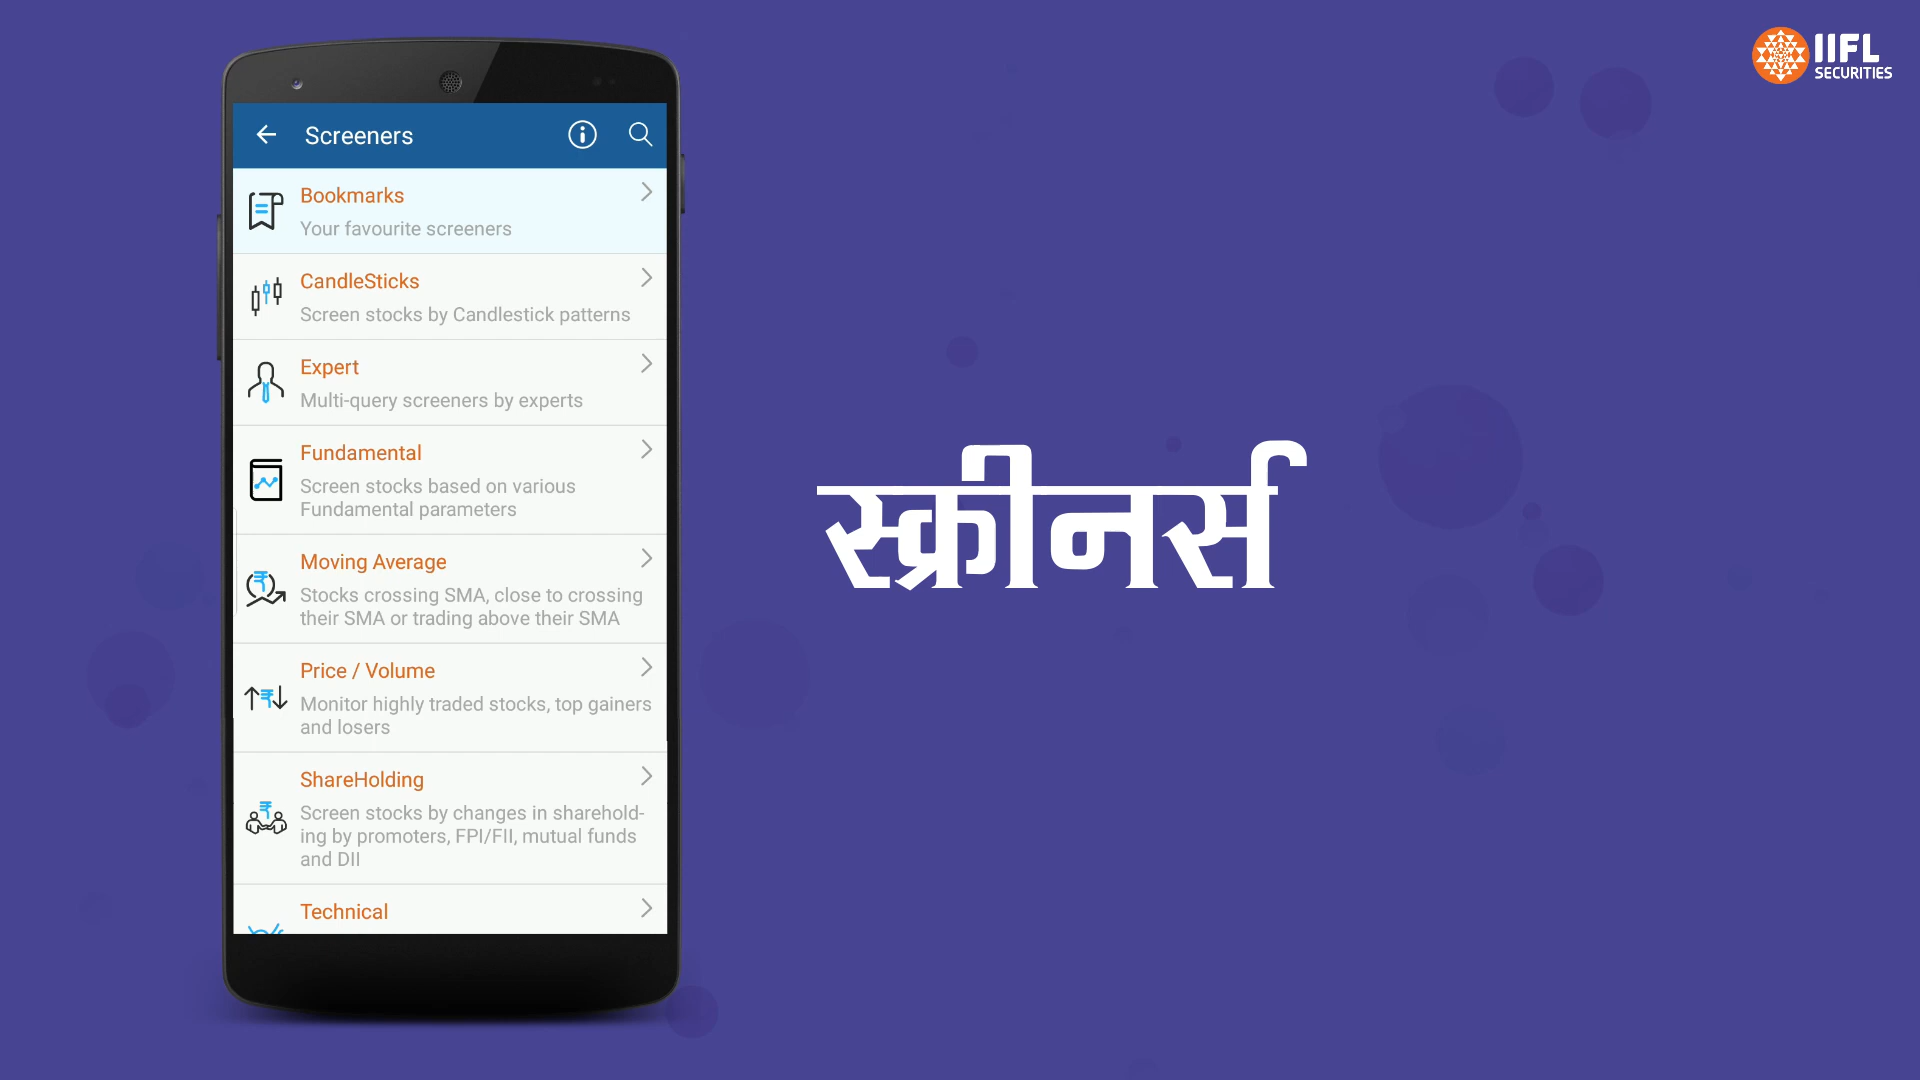 Screeners
Bookmarks
Your favourite screeners
CandleSticks
Screen stocks by Candlestick patterns
Expert
Multi-query screeners by experts
Fundamental
Screen stocks based on various
Fundamental parameters
Moving Average
Stocks crossing SMA, close to crossing
their SMA or trading above their SMA
Price / Volume
Monitor highly traded stocks, top gainers
and losers
ShareHolding
Screen stocks by changes in sharehold-
ing by promoters, FPI/FII, mutual funds
and DII
Technical
स्क्रीनर्स
IIFL
SECURITIES